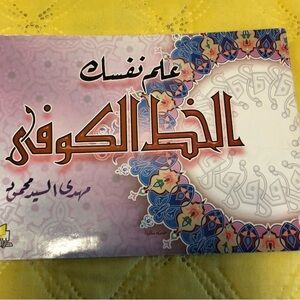 علم نفسك
الخط الكوفي
مهدي السيد محمود